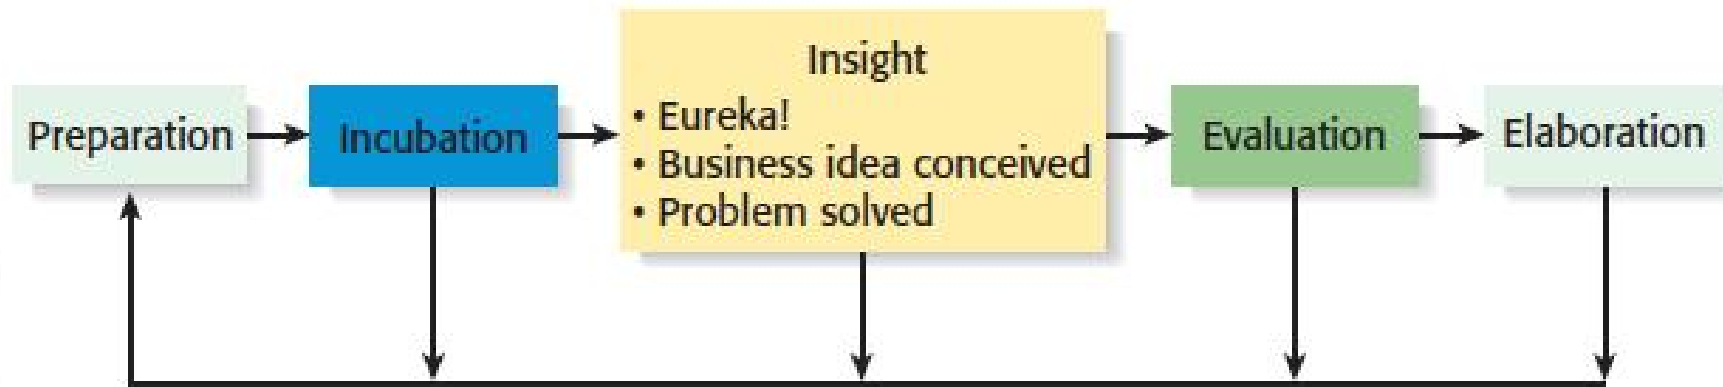 Preparation
Incubation
Insight
• Eureka!
• Business idea conceived
• Problem solved
Evaluation
Elaboration